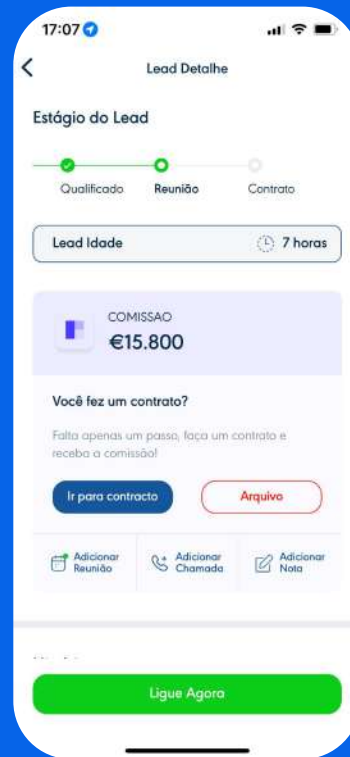 17:07
Lead Detalhe
Estágio do Lead
Qualificado Reunião Contrato
Lead Idade 7 horas
COMISSAO
€15.800
Você fez um contrato?
Falta apenas um passo, faça um contrato e
receba a comissão!
Ir para contracto Arquivo
Adicionar
Reunião
Adicionar
Chamada
Adicionar
Nota
Ligue Agora